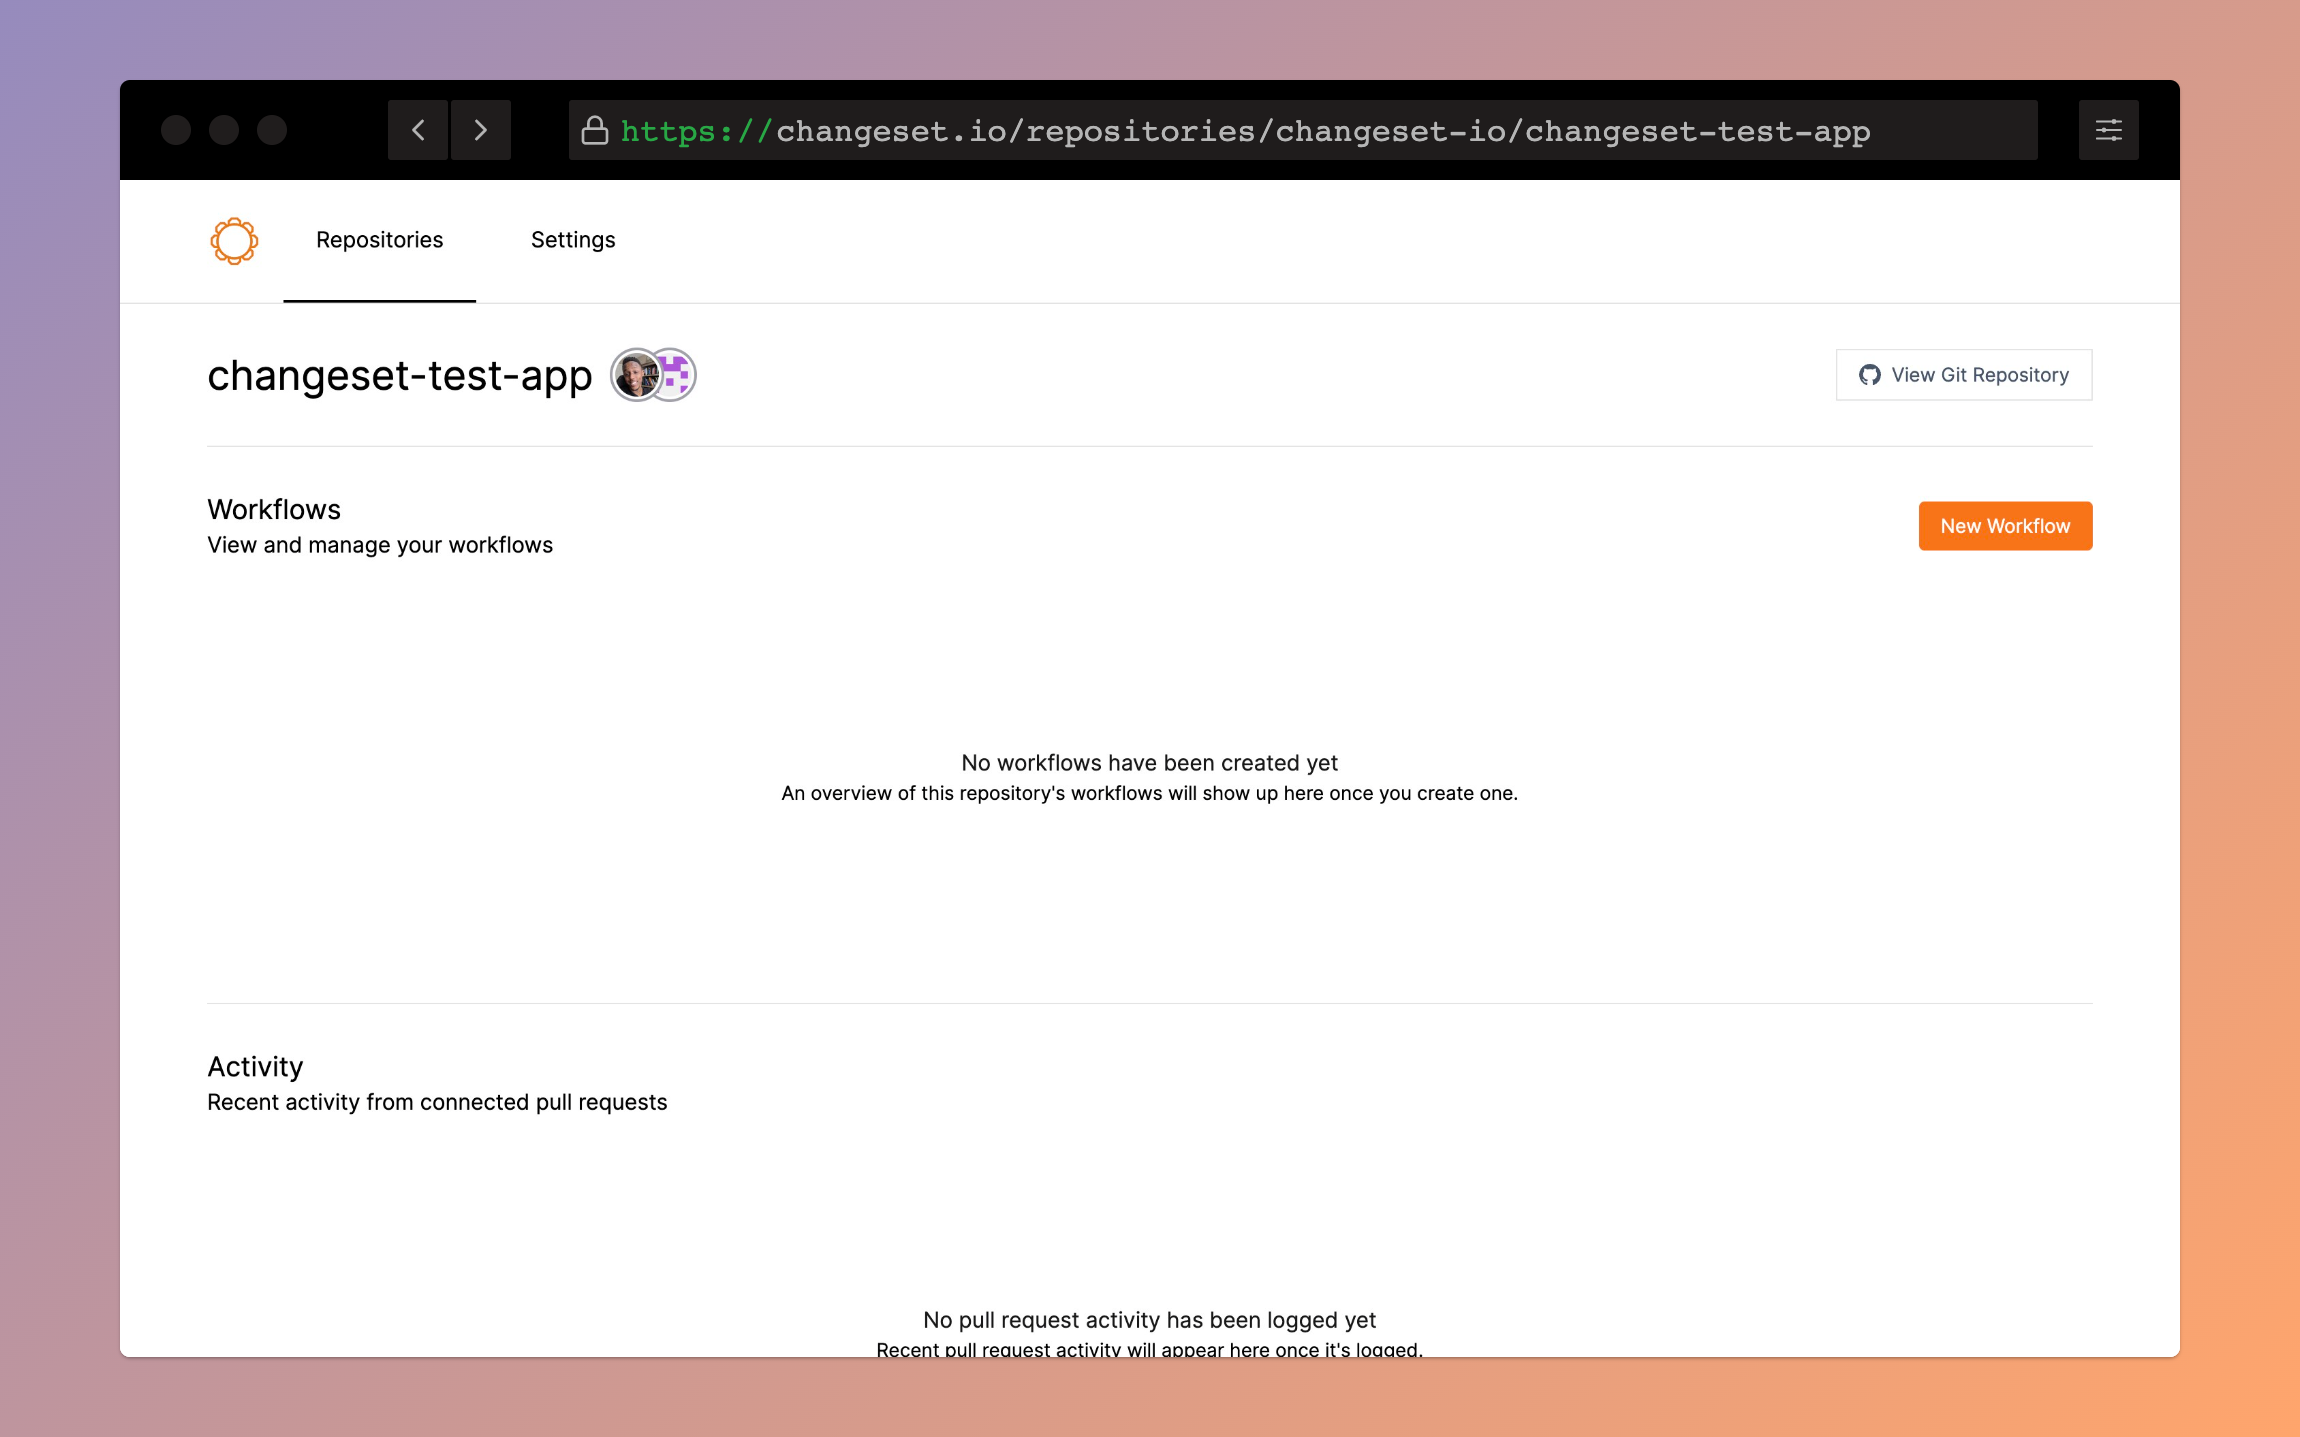 https://changeset.io/repositories/changeset-io/changeset-test-app
Repositories
Settings
changeset-test-app
View Git Repository
Workflows
View and manage your workflows
New Workflow
No workflows have been created yet
An overview of this repository's workflows will show up here once you create one.
Activity
Recent activity from connected pull requests
No pull request activity has been logged yet
Recent pull request activity will appear here once it's logged.